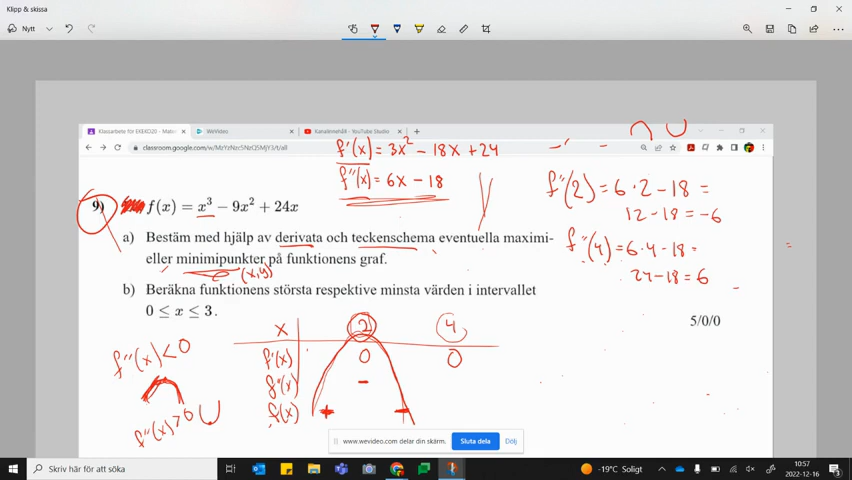 Klipp & skissa
Nytt
Klassarbete för EKEKO20 - Matem
WeVideo
Kanalinnehåll - YouTube Studio
classroom.google.com/w/MzYzNzc5NzQ5MjY3/t/all
f'(x) = 3x² - 18x + 24
f''(x) = 6x - 18
f''(2) = 6·2 - 18 =
12 - 18 = -6
f''(4) = 6·4 - 18 =
24 - 18 = 6
9) f(x) = x³ − 9x² + 24x
a) Bestäm med hjälp av derivata och teckenschema eventuella maximi-
eller minimipunkter på funktionens graf.
(x,y)
b) Beräkna funktionens största respektive minsta värden i intervallet
0 ≤ x ≤ 3.
5/0/0
x 2 4
f'(x) 0 0
f''(x) -
f(x) + -
f''(x) < 0
f''(x) > 0
www.wevideo.com delar din skärm.
Sluta dela
Dölj
Skriv här för att söka
-19°C Soligt
10:57
2022-12-16